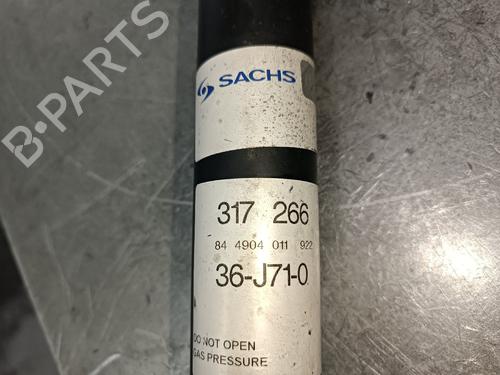 B-PARTS
SACHS
317 266
84 4904 011 922
36-J71-0
DO NOT OPEN
GAS PRESSURE